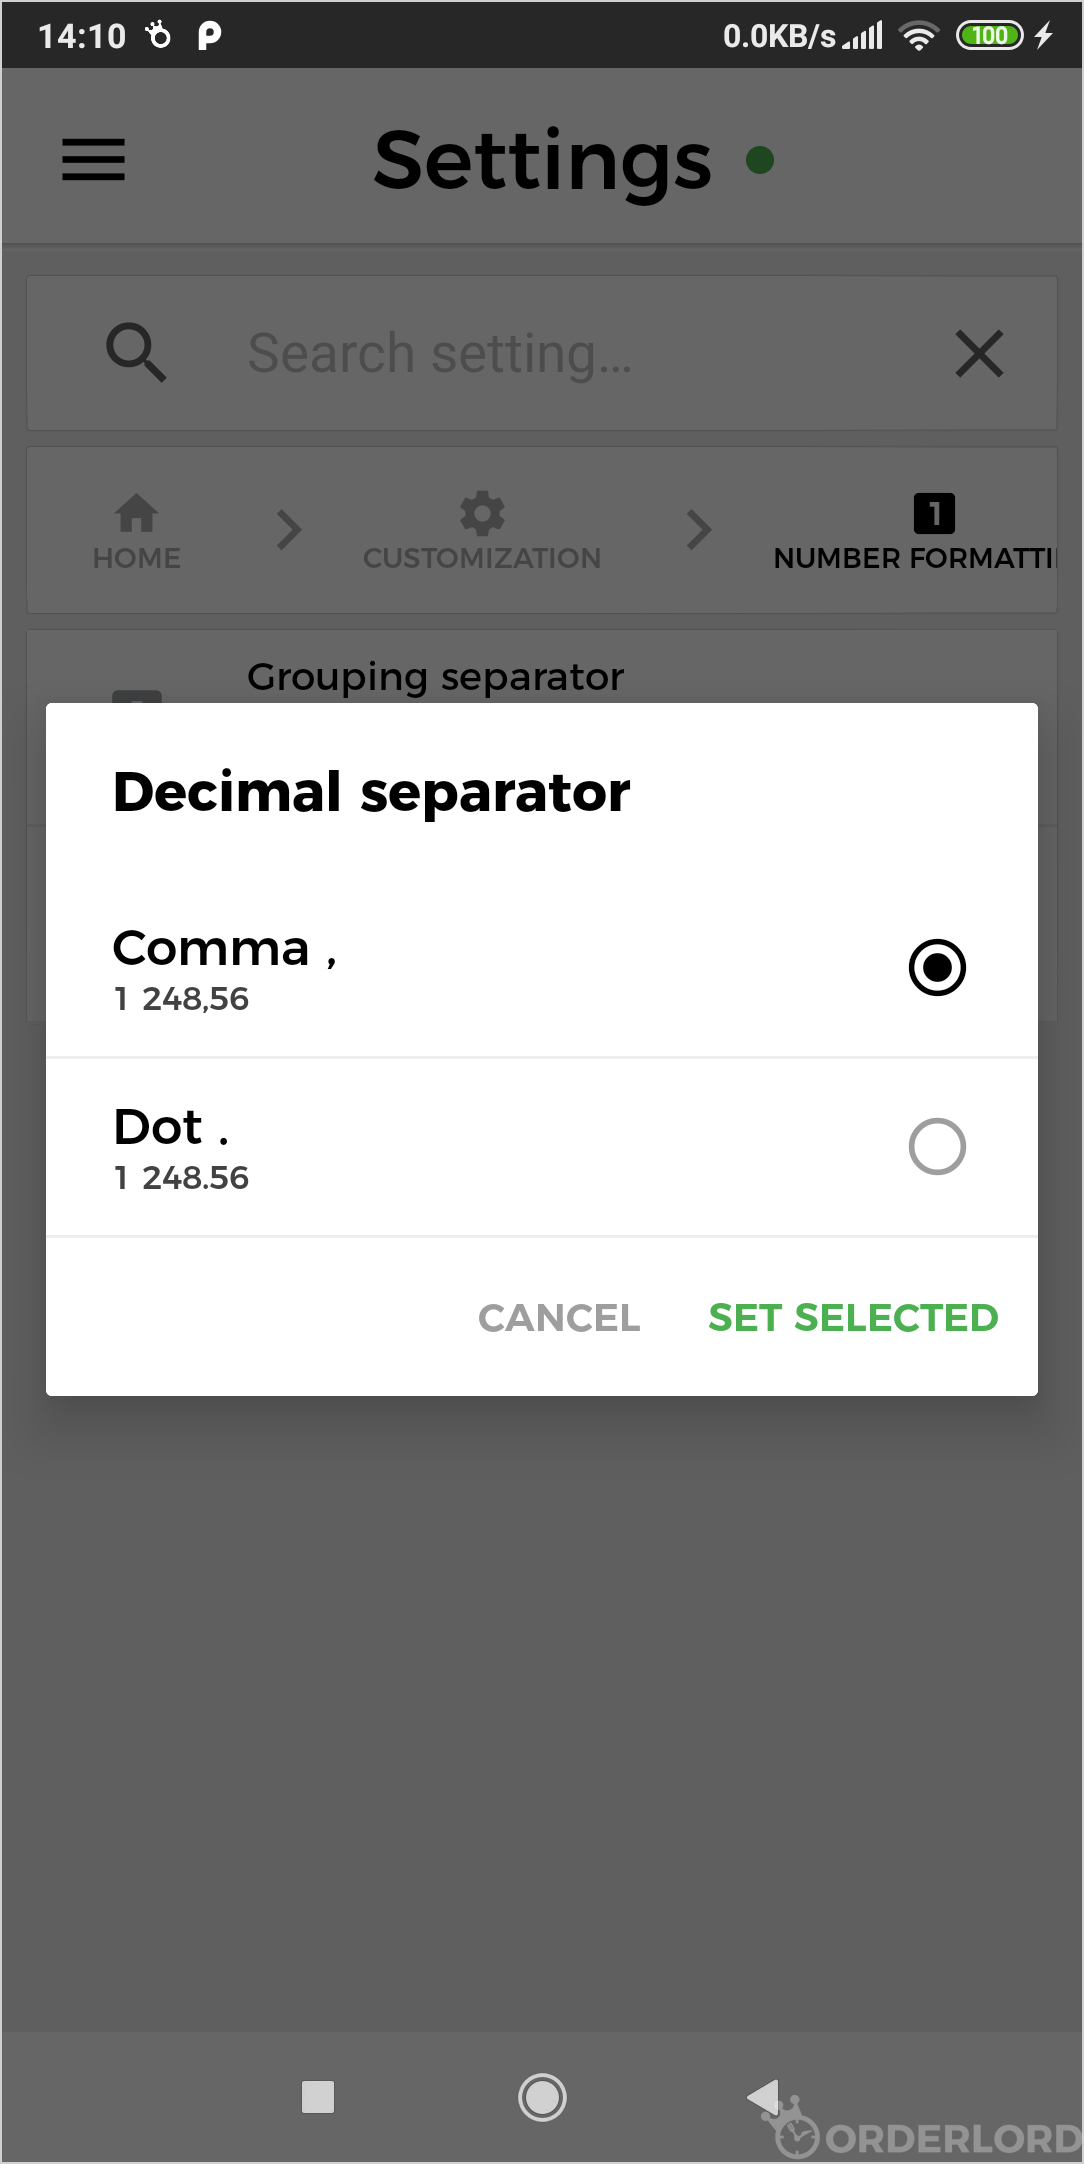 14:10 0.0KB/s 100
Settings
Search setting...
HOME CUSTOMIZATION 1 NUMBER FORMATTI
Grouping separator
Decimal separator
Comma ,
1 248,56
Dot .
1 248.56
CANCEL SET SELECTED
ORDERLORD